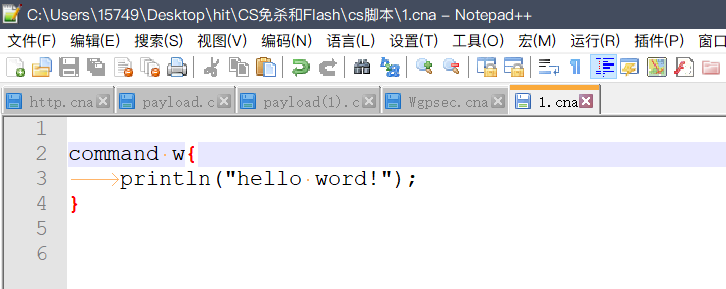 C:\Users\15749\Desktop\hit\CS免杀和Flash\cs脚本\1.cna - Notepad++
文件(F) 编辑(E) 搜索(S) 视图(V) 编码(N) 语言(L) 设置(T) 工具(O) 宏(M) 运行(R) 插件(P) 窗口
http.cna payload.c payload(1).c Wgpsec.cna 1.cna
1
2 command w{
3 println("hello word!");
4 }
5
6